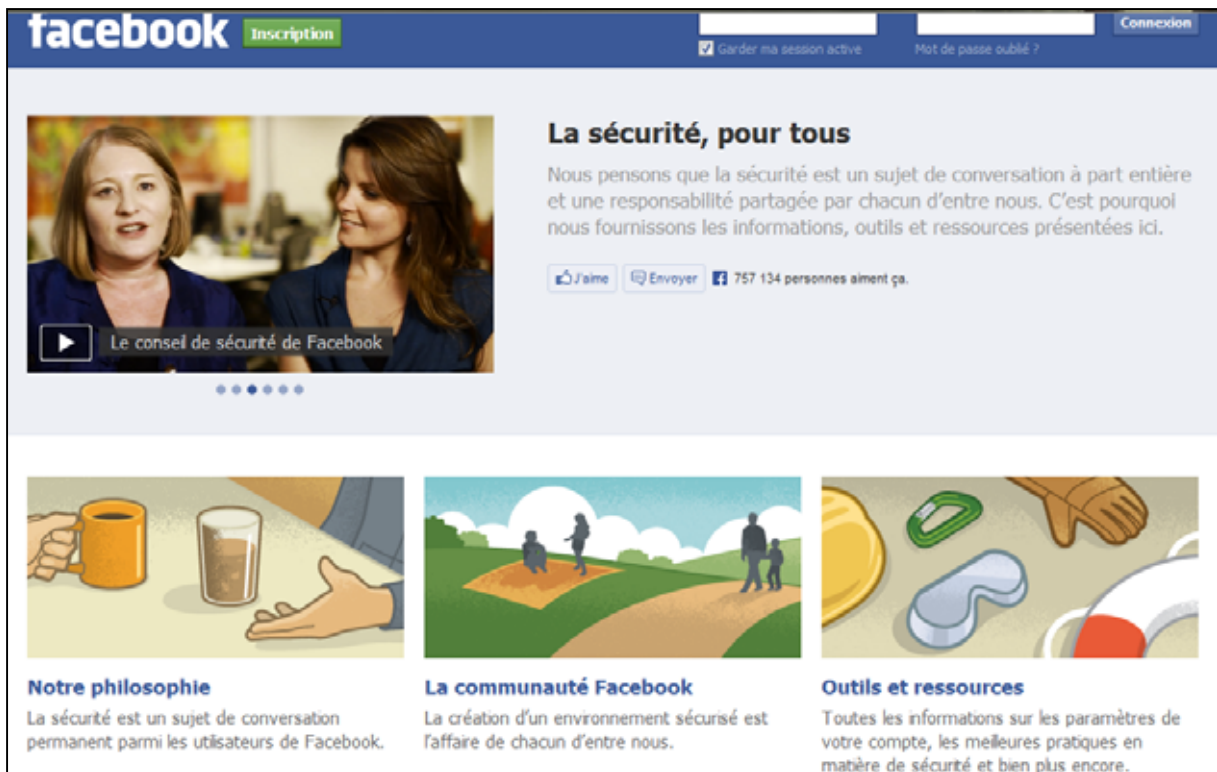 facebook Inscription Connexion
Garder ma session active Mot de passe oublié ?
La sécurité, pour tous
Nous pensons que la sécurité est un sujet de conversation à part entière
et une responsabilité partagée par chacun d'entre nous. C'est pourquoi
nous fournissons les informations, outils et ressources présentées ici.
J'aime Envoyer 757 134 personnes aiment ça.
Le conseil de sécurité de Facebook
Notre philosophie
La sécurité est un sujet de conversation
permanent parmi les utilisateurs de Facebook.
La communauté Facebook
La création d'un environnement sécurisé est
l'affaire de chacun d'entre nous.
Outils et ressources
Toutes les informations sur les paramètres de
votre compte, les meilleures pratiques en
matière de sécurité et bien plus encore.